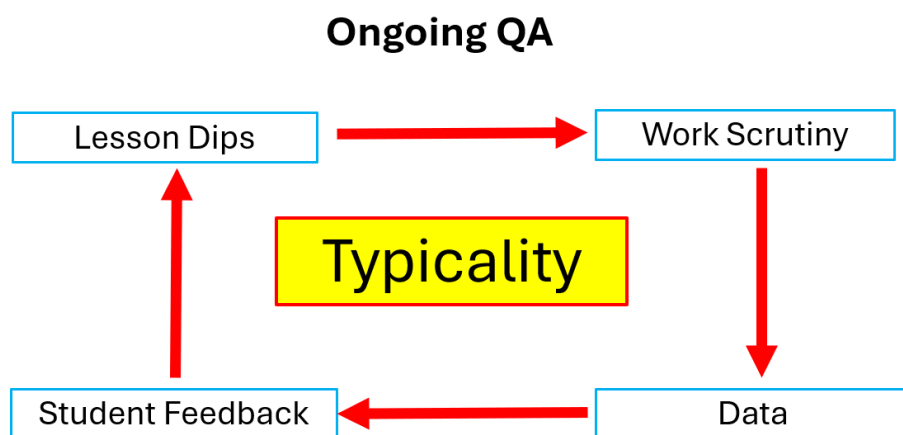 Ongoing QA
Lesson Dips
Work Scrutiny
Typicality
Student Feedback
Data